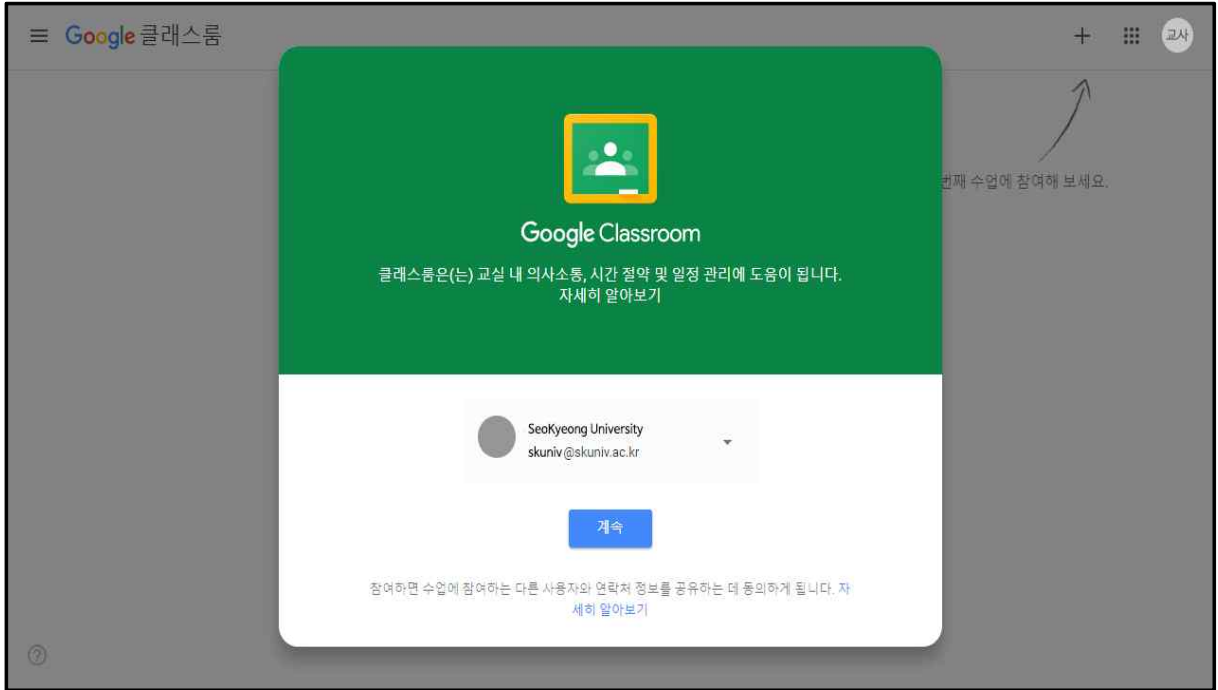 Google 클래스룸
교사
번째 수업에 참여해 보세요.
Google Classroom
클래스룸은(는) 교실 내 의사소통, 시간 절약 및 일정 관리에 도움이 됩니다.
자세히 알아보기
SeoKyeong University
skuniv@skuniv.ac.kr
계속
참여하면 수업에 참여하는 다른 사용자와 연락처 정보를 공유하는 데 동의하게 됩니다. 자
세히 알아보기